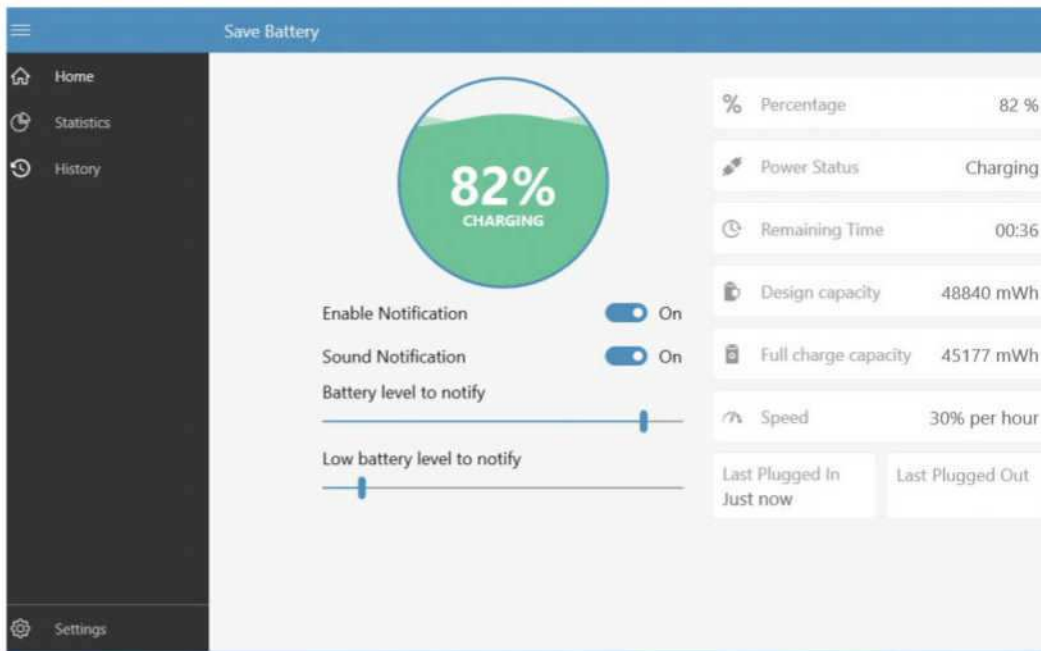 Save Battery
Home
Statistics
History
Settings
82%
CHARGING
Enable Notification On
Sound Notification On
Battery level to notify
Low battery level to notify
% Percentage 82 %
Power Status Charging
Remaining Time 00:36
Design capacity 48840 mWh
Full charge capacity 45177 mWh
Speed 30% per hour
Last Plugged In
Just now
Last Plugged Out